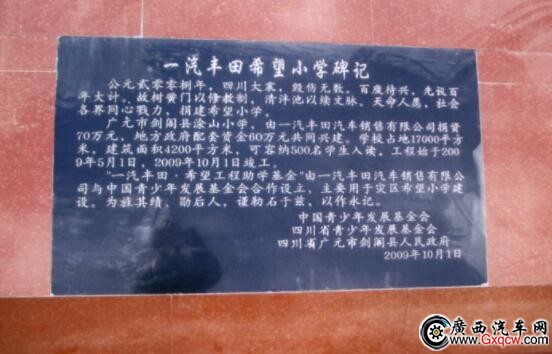 一汽丰田希望小学碑记
公元贰零零捌年，四川大震，毁伤无数。百废待兴，先议百
年大计。故树黉门以修教制，清泮池以续文脉。天命人愿，社会
各界同心戮力，捐建希望小学。
广元市剑阁县涂山小学，由一汽丰田汽车销售有限公司捐资
70万元，地方政府配套资金60万元共同兴建。学校占地17000平方
米，建筑面积4200平方米，可容纳500名学生入读。工程始于200
9年5月1日，2009年10月1日竣工。
“一汽丰田·希望工程助学基金”由一汽丰田汽车销售有限公
司与中国青少年发展基金会合作设立，主要用于灾区希望小学建
设。为旌其绩，励后人，谨勒石于兹，以作永记。
中国青少年发展基金会
四川省青少年发展基金会
四川省广元市剑阁县人民政府
2009年10月1日
廣西汽车网
www.Gxqcw.com